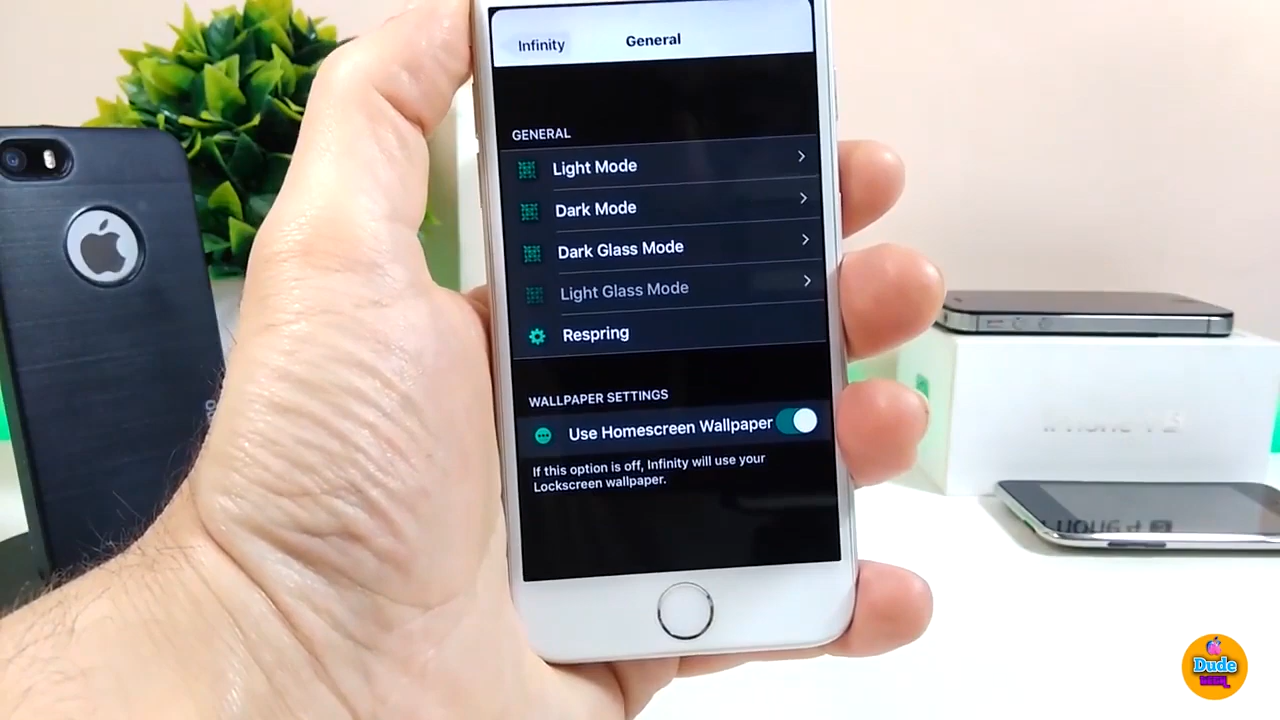 Infinity
General
GENERAL
Light Mode
Dark Mode
Dark Glass Mode
Light Glass Mode
Respring
WALLPAPER SETTINGS
Use Homescreen Wallpaper
If this option is off, Infinity will use your
Lockscreen wallpaper.
Dude